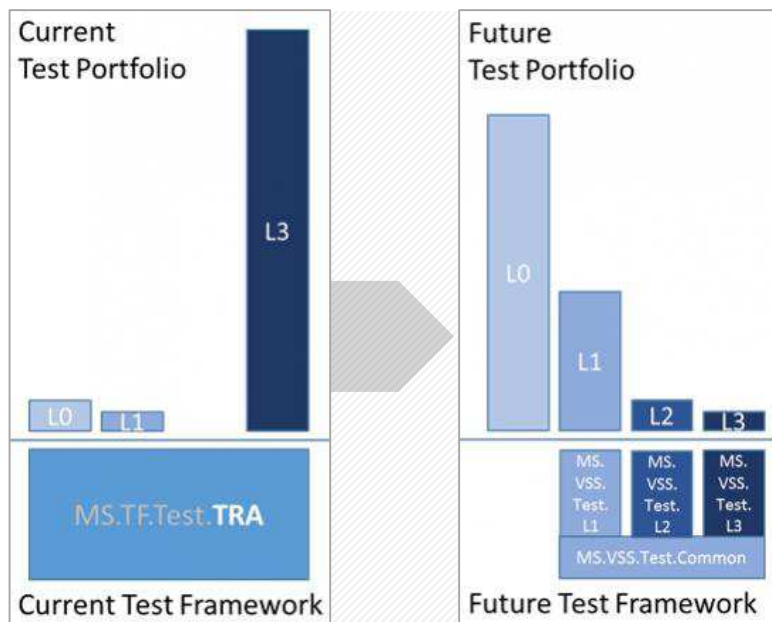 Current
Test Portfolio
L3
L0
L1
MS.TF.Test.TRA
Current Test Framework
Future
Test Portfolio
L0
L1
L2
L3
MS.
VSS.
Test.
L1
MS.
VSS.
Test.
L2
MS.
VSS.
Test.
L3
MS.VSS.Test.Common
Future Test Framework